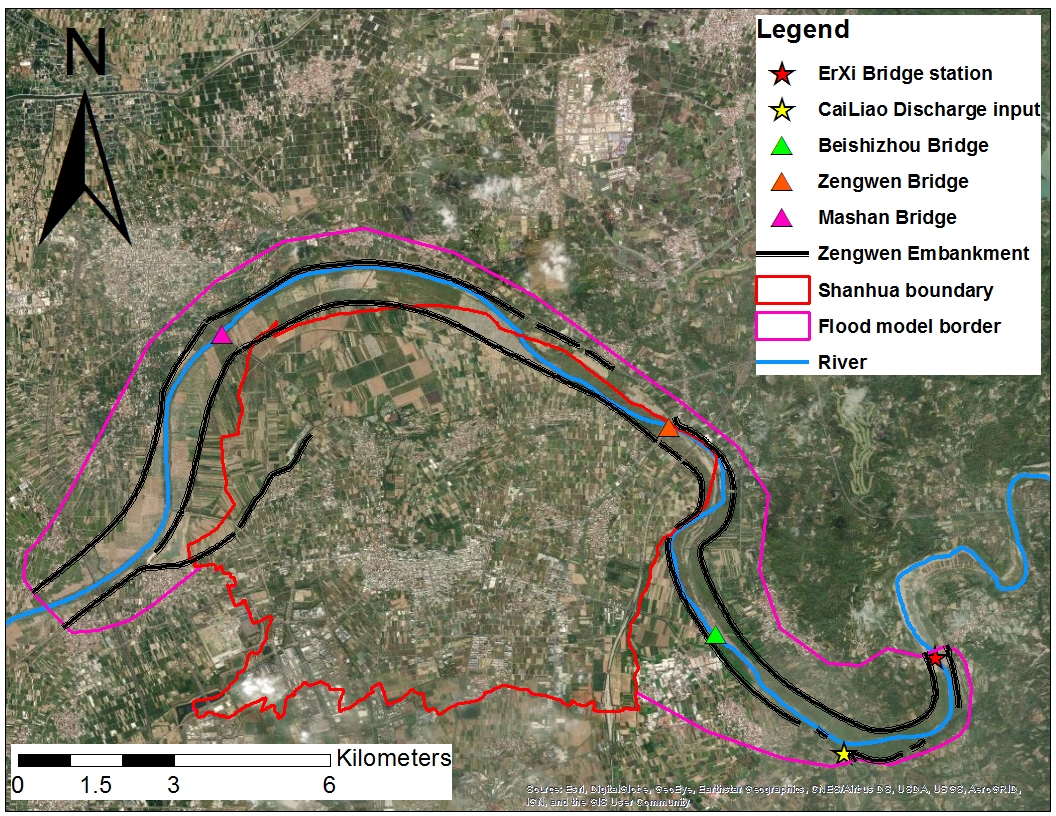 N
Legend
ErXi Bridge station
CaiLiao Discharge input
Beishizhou Bridge
Zengwen Bridge
Mashan Bridge
Zengwen Embankment
Shanhua boundary
Flood model border
River
Kilometers
0 1.5 3 6
Source: Esri, DigitalGlobe, GeoEye, Earthstar Geographics, CNES/Airbus DS, USDA, USGS, AeroGRID,
IGN, and the GIS User Community